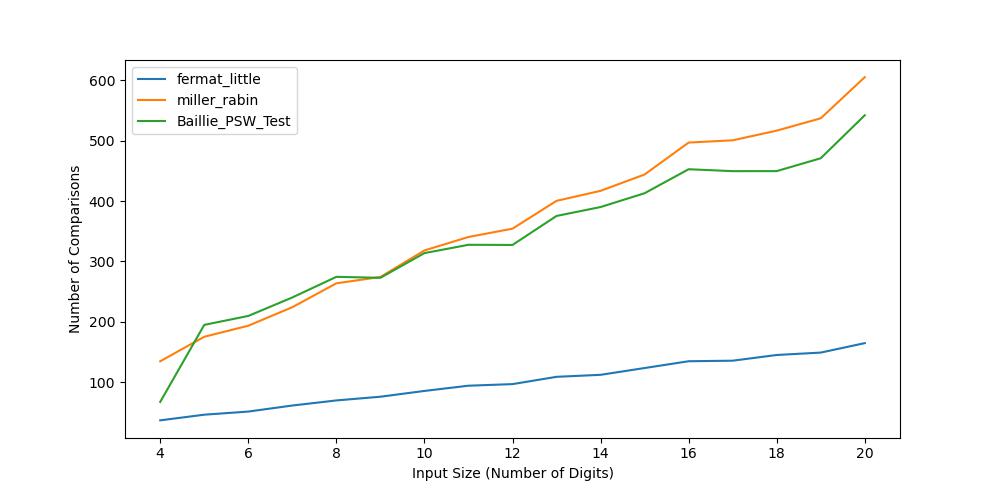 fermat_little
miller_rabin
Baillie_PSW_Test
600
500
400
300
200
100
Number of Comparisons
4 6 8 10 12 14 16 18 20
Input Size (Number of Digits)